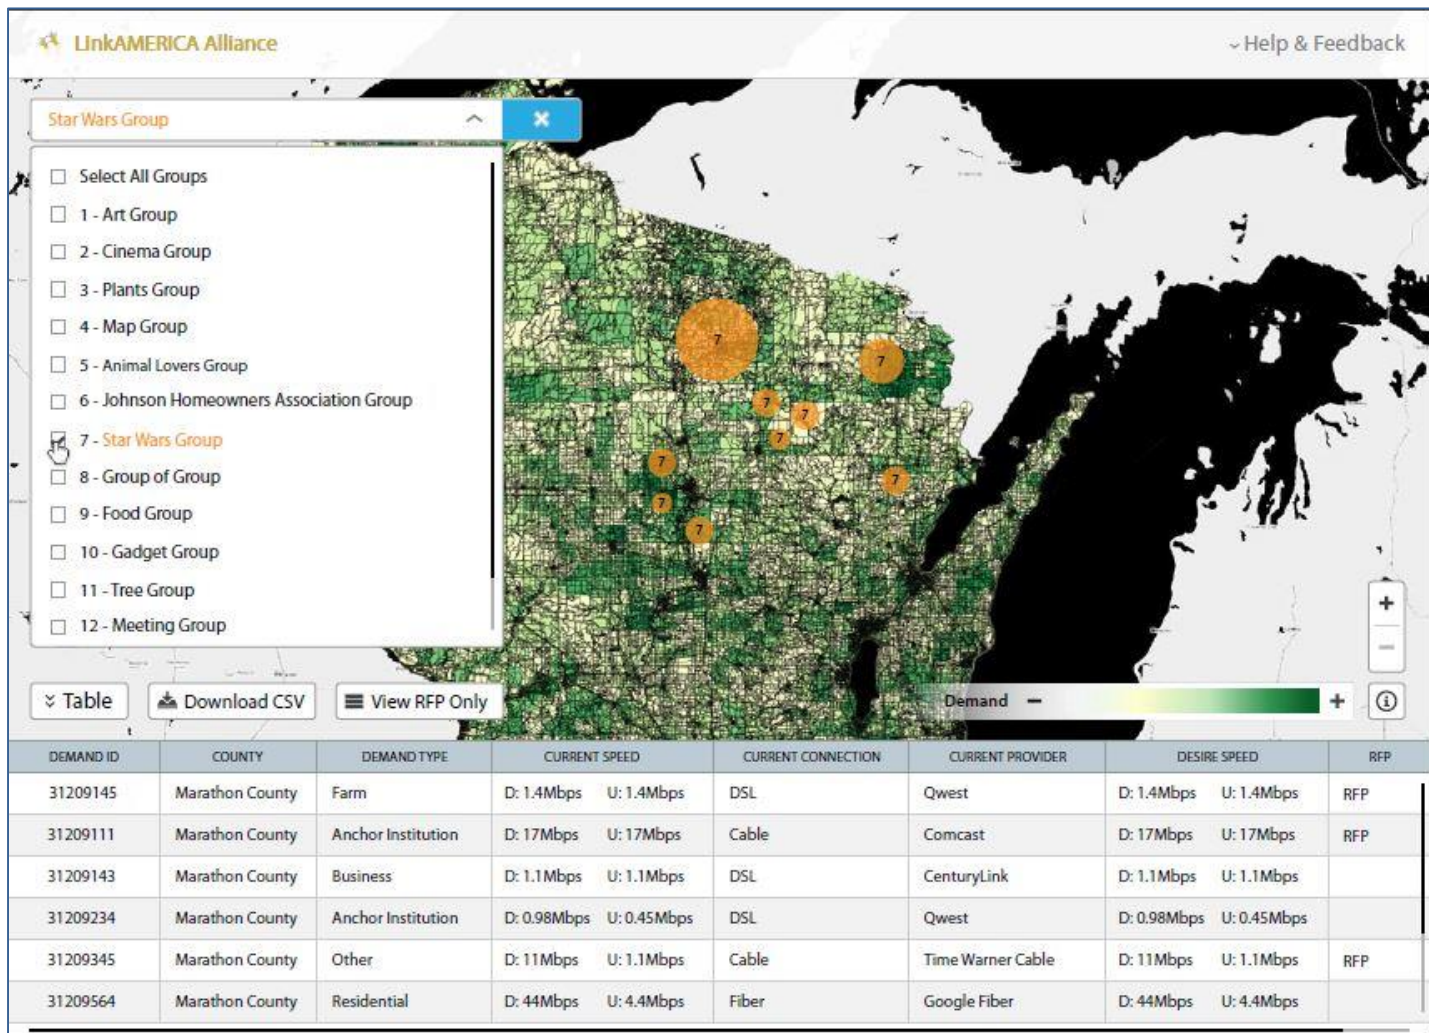 LinkAMERICA Alliance
Help & Feedback
Star Wars Group
Select All Groups
1 - Art Group
2 - Cinema Group
3 - Plants Group
4 - Map Group
5 - Animal Lovers Group
6 - Johnson Homeowners Association Group
7 - Star Wars Group
8 - Group of Group
9 - Food Group
10 - Gadget Group
11 - Tree Group
12 - Meeting Group
7
7
7
7
7
7
7
7
7
Table Download CSV View RFP Only
Demand
DEMAND ID COUNTY DEMAND TYPE CURRENT SPEED CURRENT CONNECTION CURRENT PROVIDER DESIRE SPEED RFP
31209145 Marathon County Farm D: 1.4Mbps U: 1.4Mbps DSL Qwest D: 1.4Mbps U: 1.4Mbps RFP
31209111 Marathon County Anchor Institution D: 17Mbps U: 17Mbps Cable Comcast D: 17Mbps U: 17Mbps RFP
31209143 Marathon County Business D: 1.1Mbps U: 1.1Mbps DSL CenturyLink D: 1.1Mbps U: 1.1Mbps
31209234 Marathon County Anchor Institution D: 0.98Mbps U: 0.45Mbps DSL Qwest D: 0.98Mbps U: 0.45Mbps
31209345 Marathon County Other D: 11Mbps U: 1.1Mbps Cable Time Warner Cable D: 11Mbps U: 1.1Mbps RFP
31209564 Marathon County Residential D: 44Mbps U: 4.4Mbps Fiber Google Fiber D: 44Mbps U: 4.4Mbps